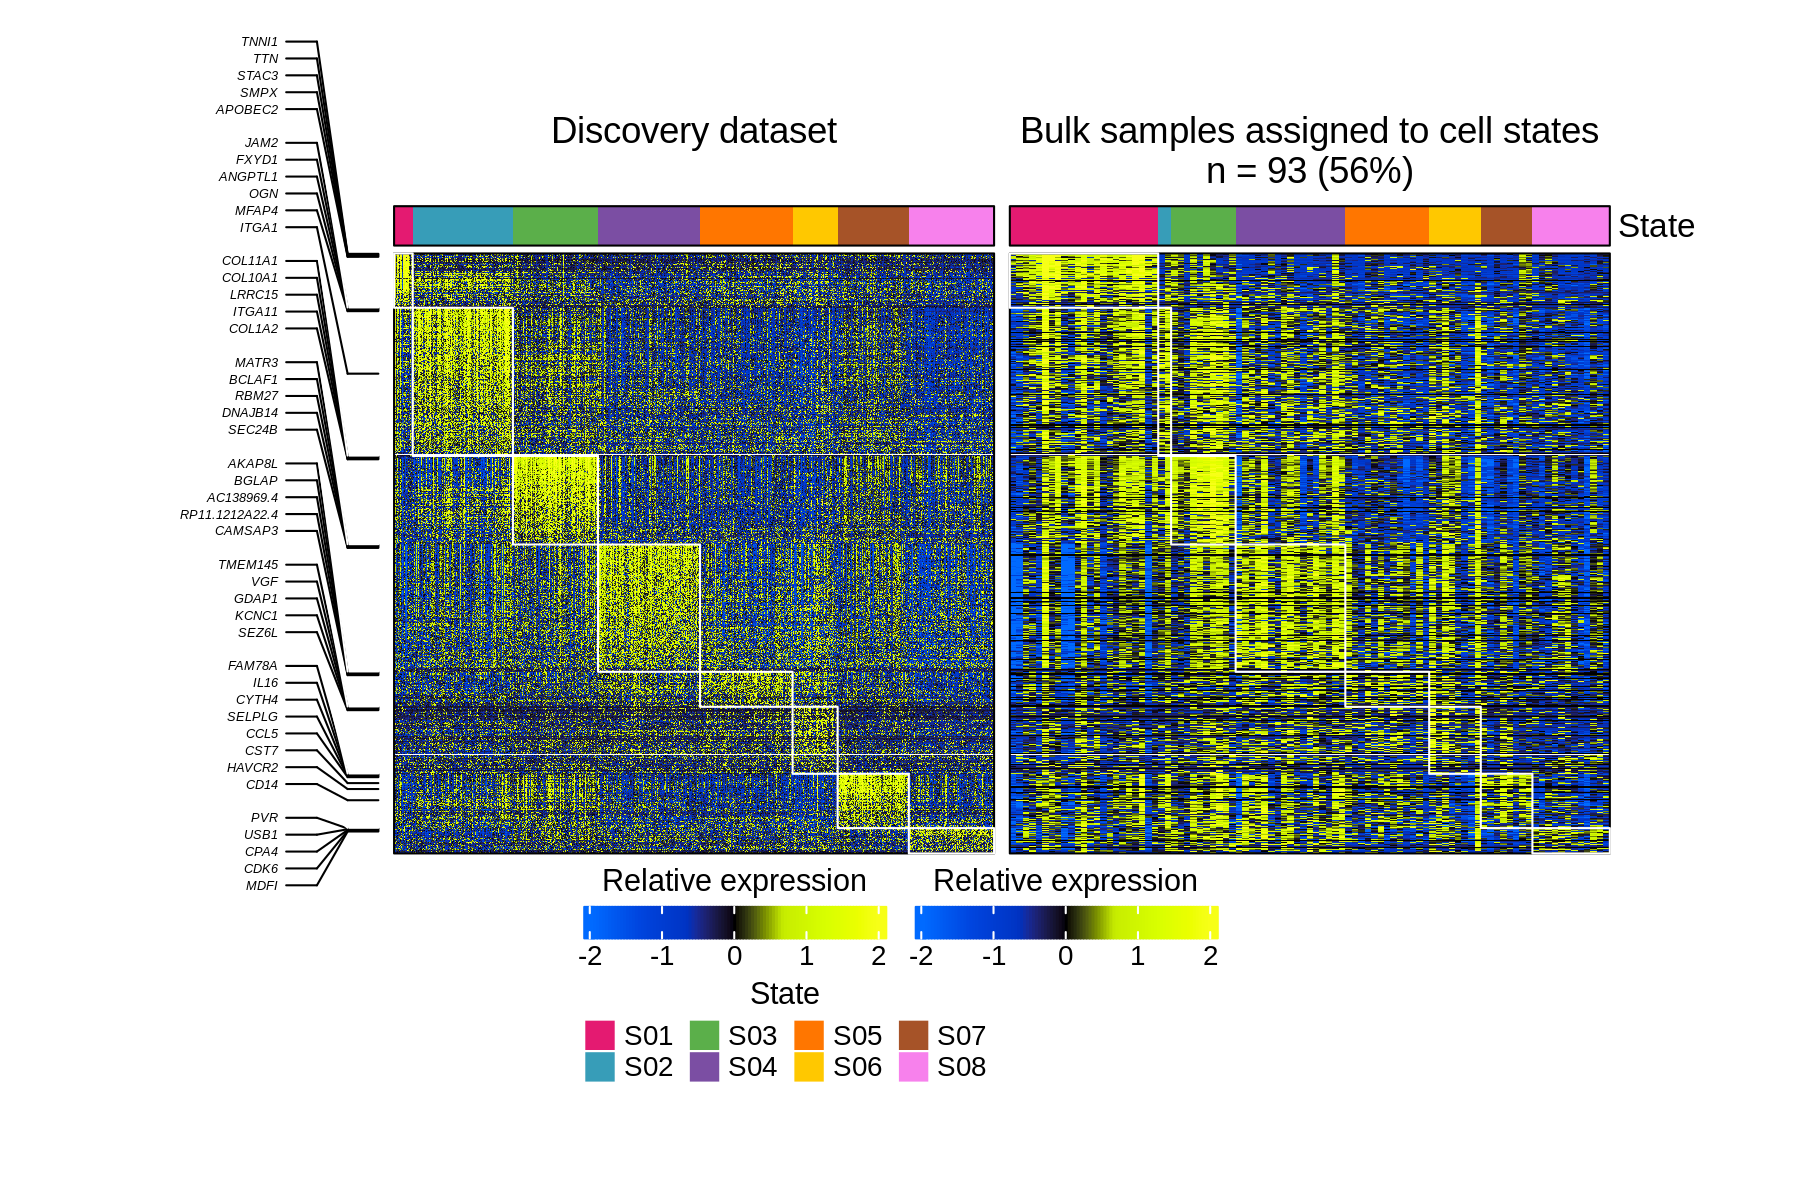 TNNI1
TTN
STAC3
SMPX
APOBEC2
JAM2
FXYD1
ANGPTL1
OGN
MFAP4
ITGA1
COL11A1
COL10A1
LRRC15
ITGA11
COL1A2
MATR3
BCLAF1
RBM27
DNAJB14
SEC24B
AKAP8L
BGLAP
AC138969.4
RP11.1212A22.4
CAMSAP3
TMEM145
VGF
GDAP1
KCNC1
SEZ6L
FAM78A
IL16
CYTH4
SELPLG
CCL5
CST7
HAVCR2
CD14
PVR
USB1
CPA4
CDK6
MDFI
Discovery dataset
Bulk samples assigned to cell states
n = 93 (56%)
State
Relative expression
-2 -1 0 1 2
Relative expression
-2 -1 0 1 2
State
S01 S03 S05 S07
S02 S04 S06 S08